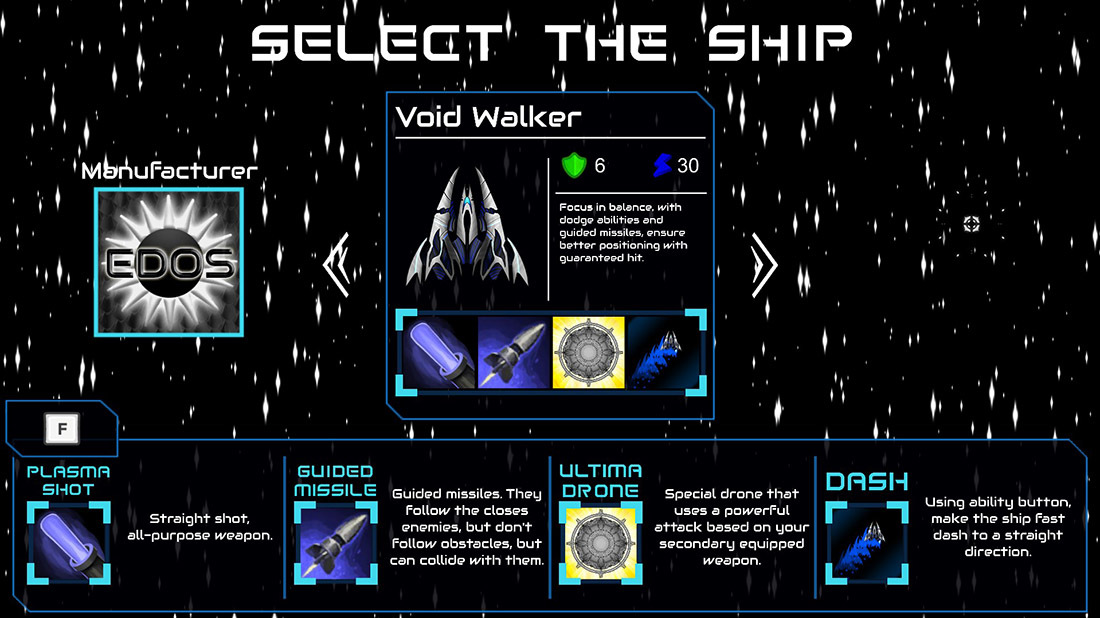 SELECT THE SHIP
Void Walker
Manufacturer
EDOS
6
30
Focus in balance, with
dodge abilities and
guided missiles, ensure
better positioning with
guaranteed hit.
F
PLASMA
SHOT
Straight shot,
all-purpose weapon.
GUIDED
MISSILE
Guided missiles. They
follow the closes
enemies, but don't
follow obstacles, but
can collide with them.
ULTIMA
DRONE
Special drone that
uses a powerful
attack based on your
secondary equipped
weapon.
DASH
Using ability button,
make the ship fast
dash to a straight
direction.